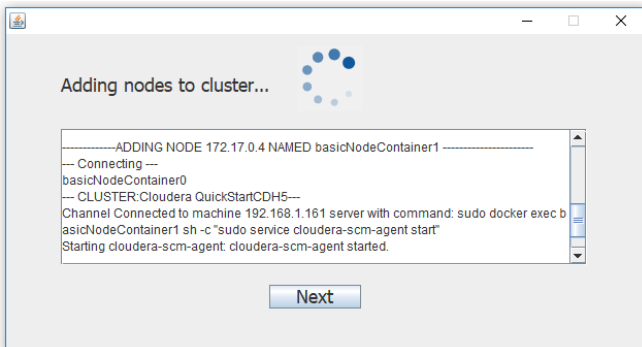 Adding nodes to cluster...
-------------ADDING NODE 172.17.0.4 NAMED basicNodeContainer1 ----------------------
--- Connecting ---
basicNodeContainer0
--- CLUSTER:Cloudera QuickStartCDH5---
Channel Connected to machine 192.168.1.161 server with command: sudo docker exec b
asicNodeContainer1 sh -c "sudo service cloudera-scm-agent start"
Starting cloudera-scm-agent: cloudera-scm-agent started.
Next